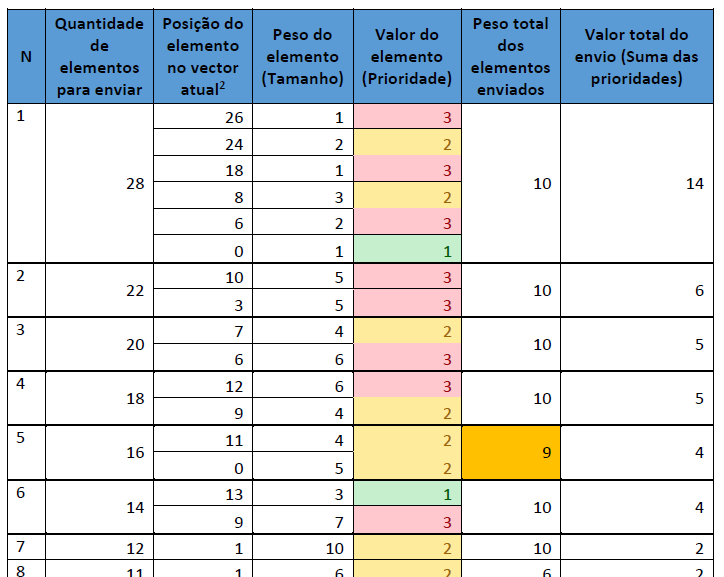 N | Quantidade de elementos para enviar | Posição do elemento no vector atual² | Peso do elemento (Tamanho) | Valor do elemento (Prioridade) | Peso total dos elementos enviados | Valor total do envio (Suma das prioridades)
1 | 28 | 26 | 1 | 3 | 10 | 14
24 | 2 | 2
18 | 1 | 3
8 | 3 | 2
6 | 2 | 3
0 | 1 | 1
2 | 22 | 10 | 5 | 3 | 10 | 6
3 | 5 | 3
3 | 20 | 7 | 4 | 2 | 10 | 5
6 | 6 | 3
4 | 18 | 12 | 6 | 3 | 10 | 5
9 | 4 | 2
5 | 16 | 11 | 4 | 2 | 9 | 4
0 | 5 | 2
6 | 14 | 13 | 3 | 1 | 10 | 4
9 | 7 | 3
7 | 12 | 1 | 10 | 2 | 10 | 2
8 | 11 | 1 | 6 | 2 | 6 | 2